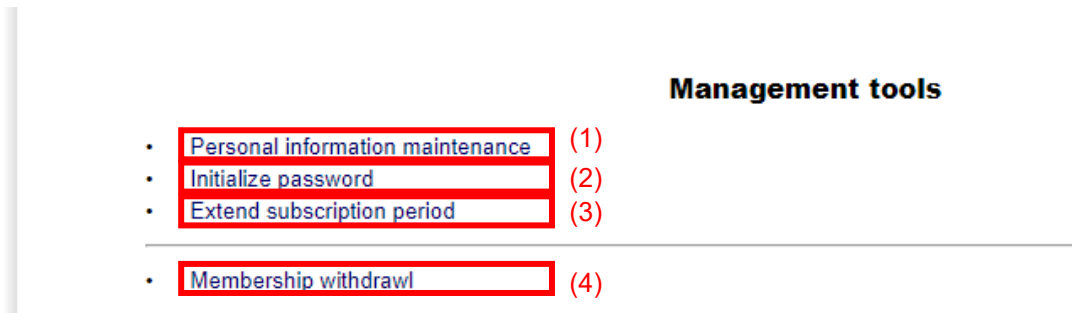 Management tools
• Personal information maintenance (1)
• Initialize password (2)
• Extend subscription period (3)
• Membership withdrawl (4)